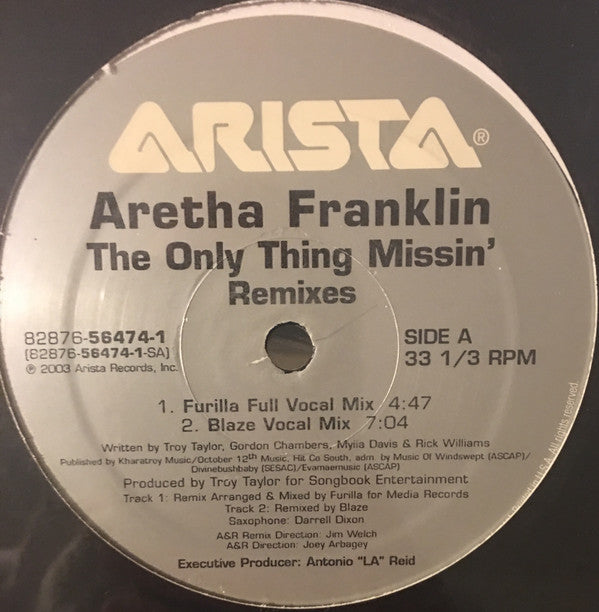 ARISTA®
Aretha Franklin
The Only Thing Missin'
Remixes
82876-56474-1
(82876-56474-1-SA)
℗ 2003 Arista Records, Inc.
SIDE A
33 1/3 RPM
1. Furilla Full Vocal Mix 4:47
2. Blaze Vocal Mix 7:04
Written by Troy Taylor, Gordon Chambers, Myiia Davis & Rick Williams
Published by Kharatroy Music/October 12th Music, Hit Co South, adm. by Music Of Windswept (ASCAP)/
Divinebushbaby (SESAC)/Evamaemusic (ASCAP)
Produced by Troy Taylor for Songbook Entertainment
Track 1: Remix Arranged & Mixed by Furilla for Media Records
Track 2: Remixed by Blaze
Saxophone: Darrell Dixon
A&R Remix Direction: Jim Welch
A&R Direction: Joey Arbagey
Executive Producer: Antonio "LA" Reid
U.S.A. All rights reserved.